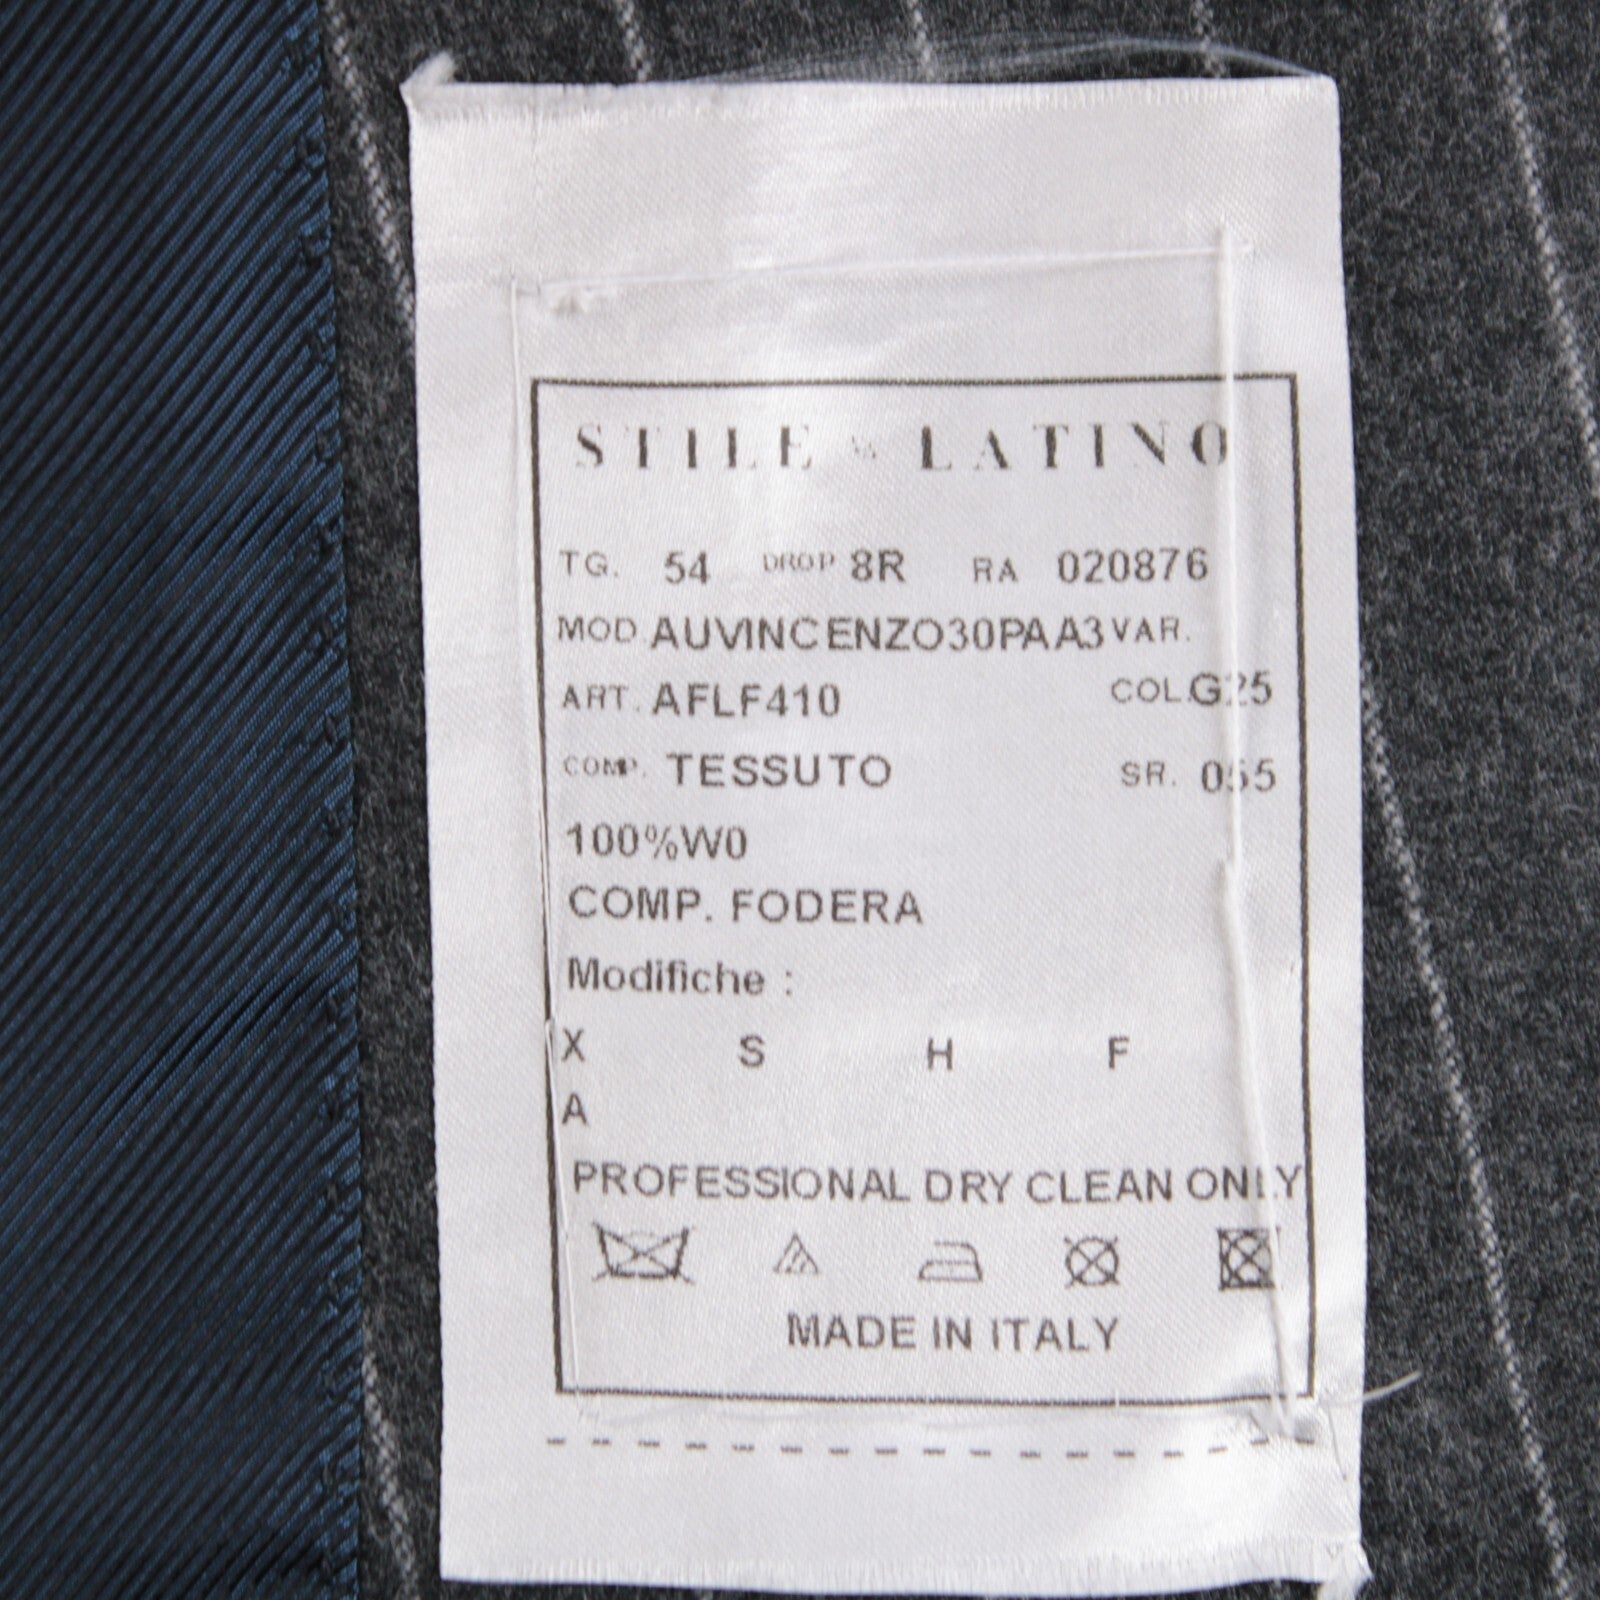 STILE LATINO
TG. 54 DROP 8R RA 020876
MOD AUVINCENZO30PAA3 VAR.
ART. AFLF410 COL.G25
COMP. TESSUTO SR. 055
100%W0
COMP. FODERA
Modifiche :
X S H F
A
PROFESSIONAL DRY CLEAN ONLY
MADE IN ITALY